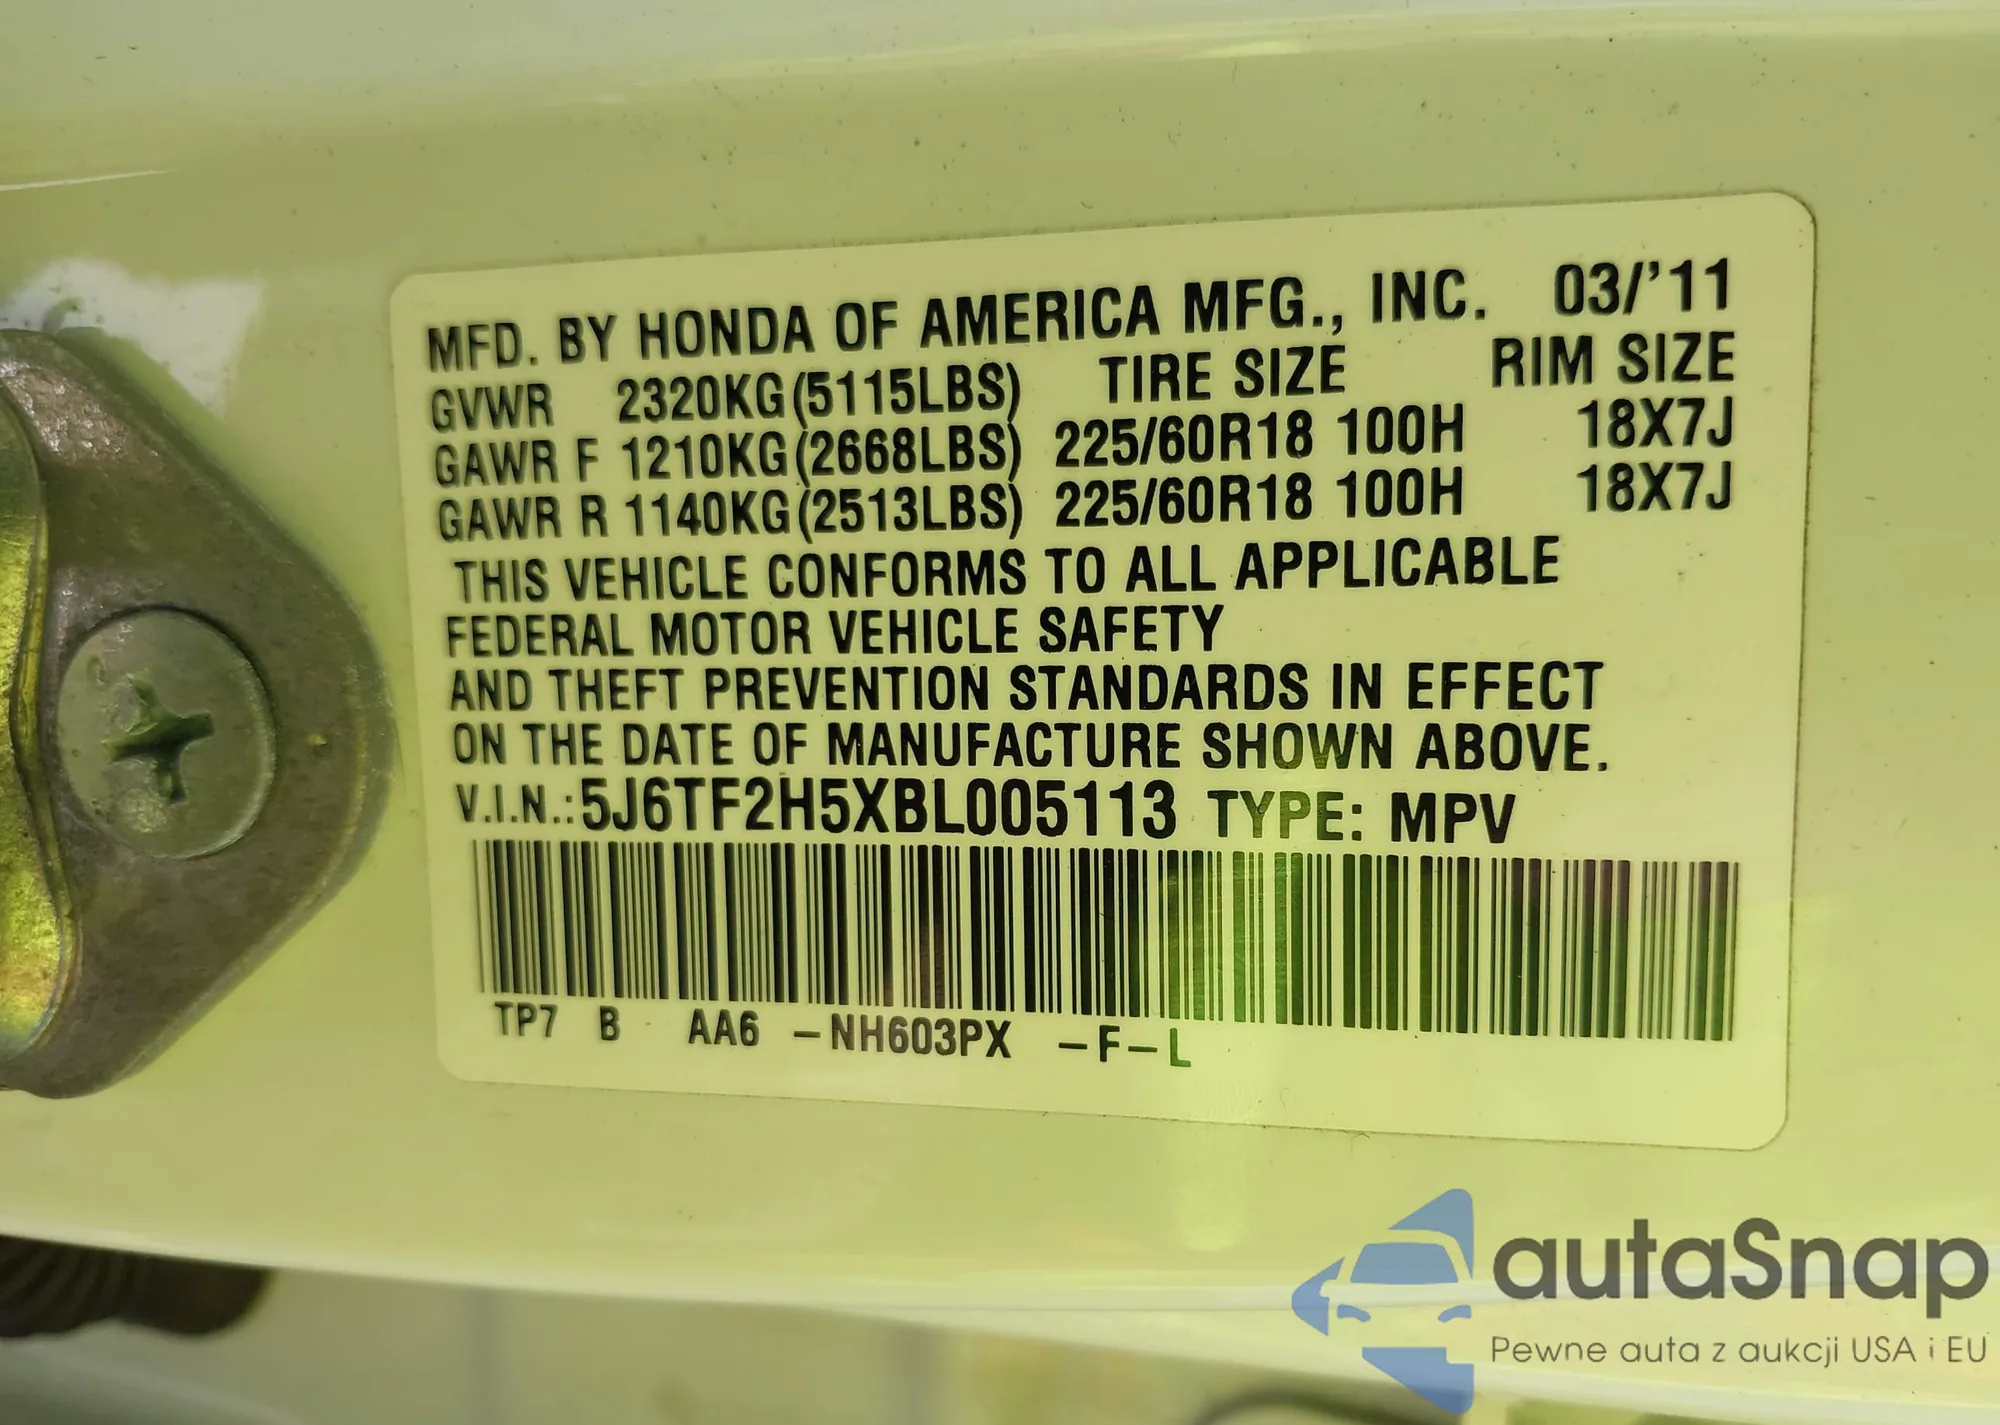 MFD. BY HONDA OF AMERICA MFG., INC. 03/'11
GVWR 2320KG(5115LBS) TIRE SIZE RIM SIZE
GAWR F 1210KG(2668LBS) 225/60R18 100H 18X7J
GAWR R 1140KG(2513LBS) 225/60R18 100H 18X7J
THIS VEHICLE CONFORMS TO ALL APPLICABLE
FEDERAL MOTOR VEHICLE SAFETY
AND THEFT PREVENTION STANDARDS IN EFFECT
ON THE DATE OF MANUFACTURE SHOWN ABOVE.
V.I.N.:5J6TF2H5XBL005113 TYPE: MPV
TP7 B AA6 -NH603PX -F-L
autaSnap
Pewne auta z aukcji USA i EU